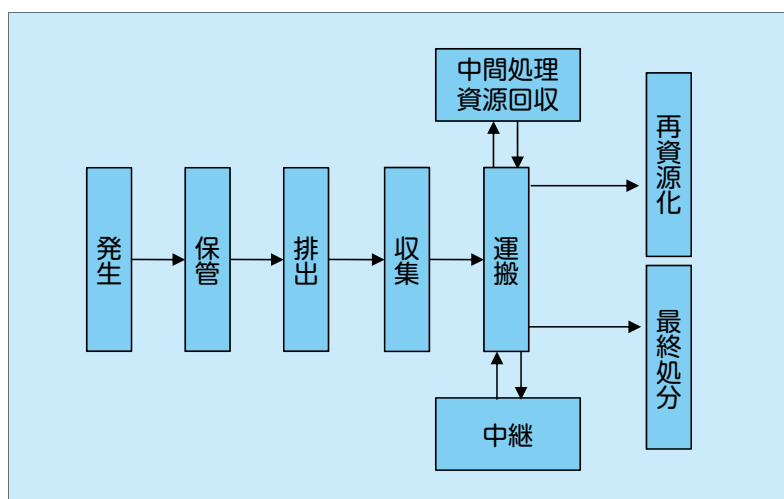 発生
保管
排出
収集
運搬
中間処理
資源回収
中継
再資源化
最終処分